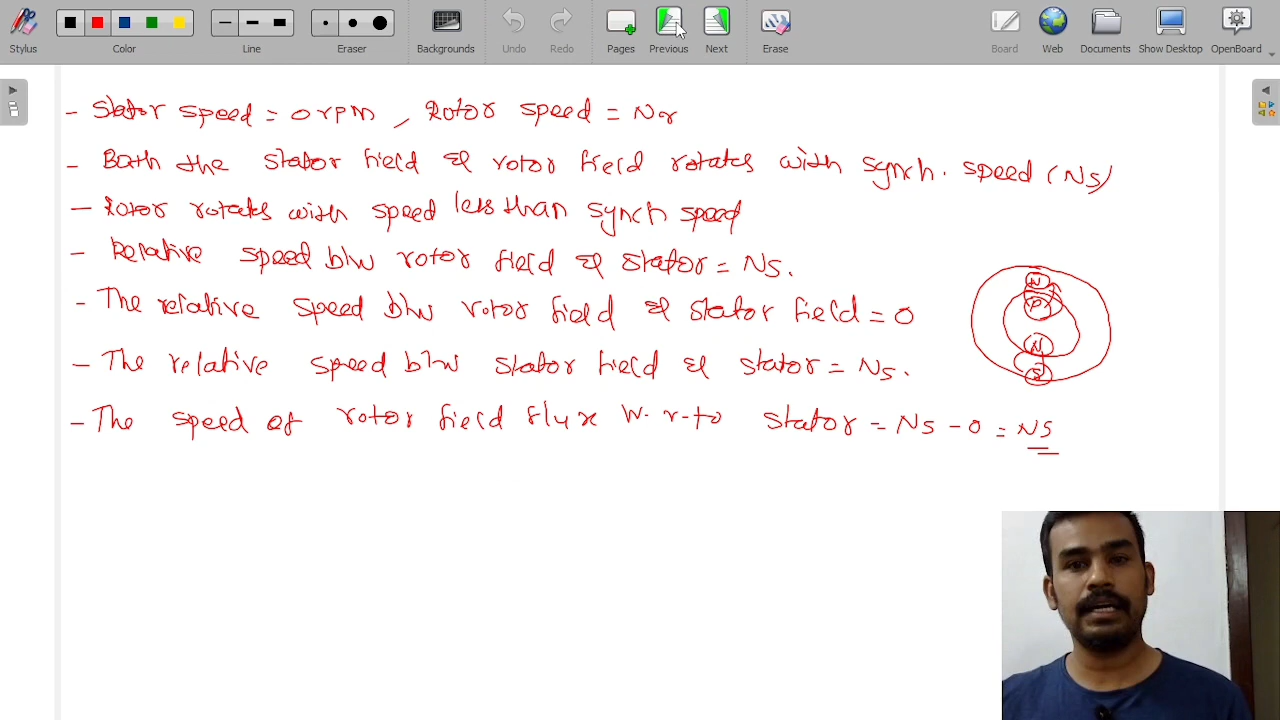 Stylus Color Line Eraser Backgrounds Undo Redo Pages Previous Next Erase Board Web Documents Show Desktop OpenBoard
- Stator speed = 0 rpm, Rotor speed = Nr
- Both the stator field & rotor field rotates with synch. speed (Ns)
- Rotor rotates with speed less than synch speed
- Relative speed b/w rotor field & stator = Ns.
- The relative speed b/w rotor field & stator field = 0
- The relative speed b/w stator field & stator = Ns.
- The speed of rotor field flux w.r.to stator = Ns - 0 = Ns
N
N
S